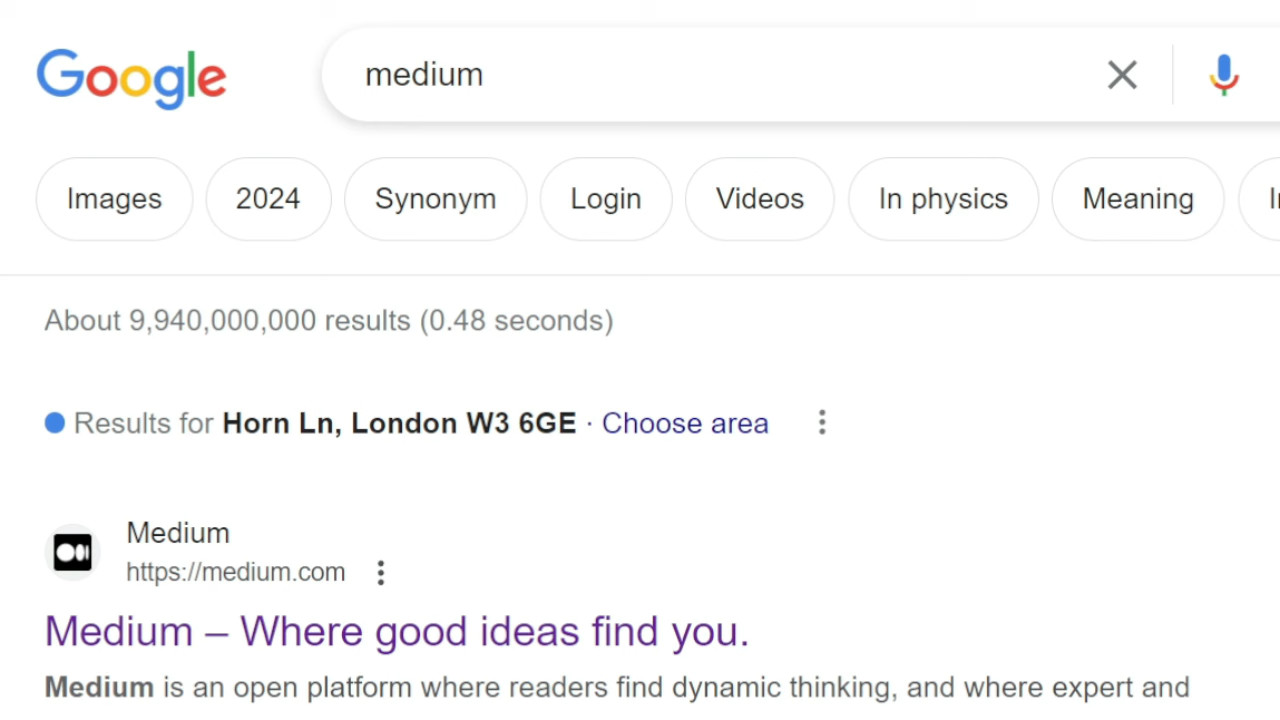 Google
medium
Images 2024 Synonym Login Videos In physics Meaning
About 9,940,000,000 results (0.48 seconds)
Results for Horn Ln, London W3 6GE · Choose area
Medium
https://medium.com
Medium – Where good ideas find you.
Medium is an open platform where readers find dynamic thinking, and where expert and